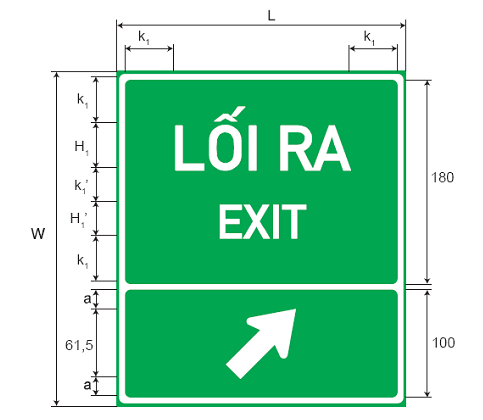 L
k₁ k₁
k₁
H₁
k₁’
H₁’
k₁
W
a
61,5
a
LỐI RA
EXIT
180
100